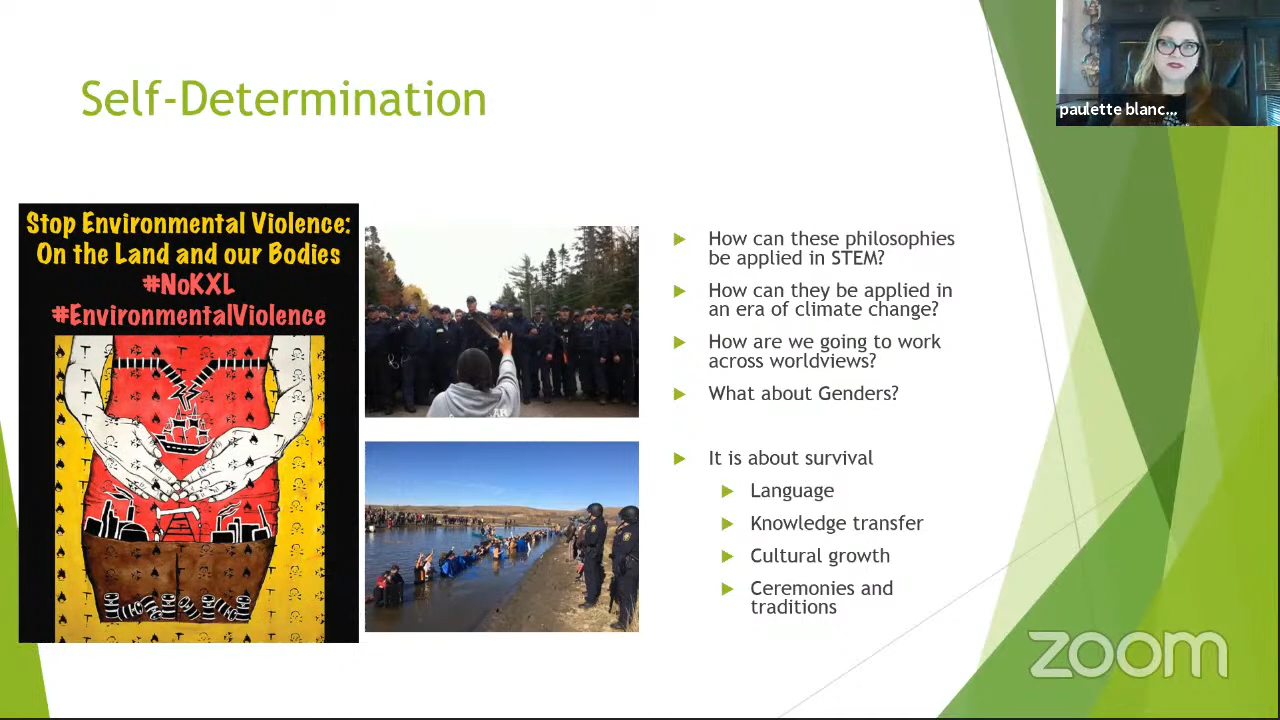 Self-Determination
paulette blanc...
Stop Environmental Violence:
On the Land and our Bodies
#NoKXL
#EnvironmentalViolence
How can these philosophies
be applied in STEM?
How can they be applied in
an era of climate change?
How are we going to work
across worldviews?
What about Genders?
It is about survival
Language
Knowledge transfer
Cultural growth
Ceremonies and
traditions
zoom